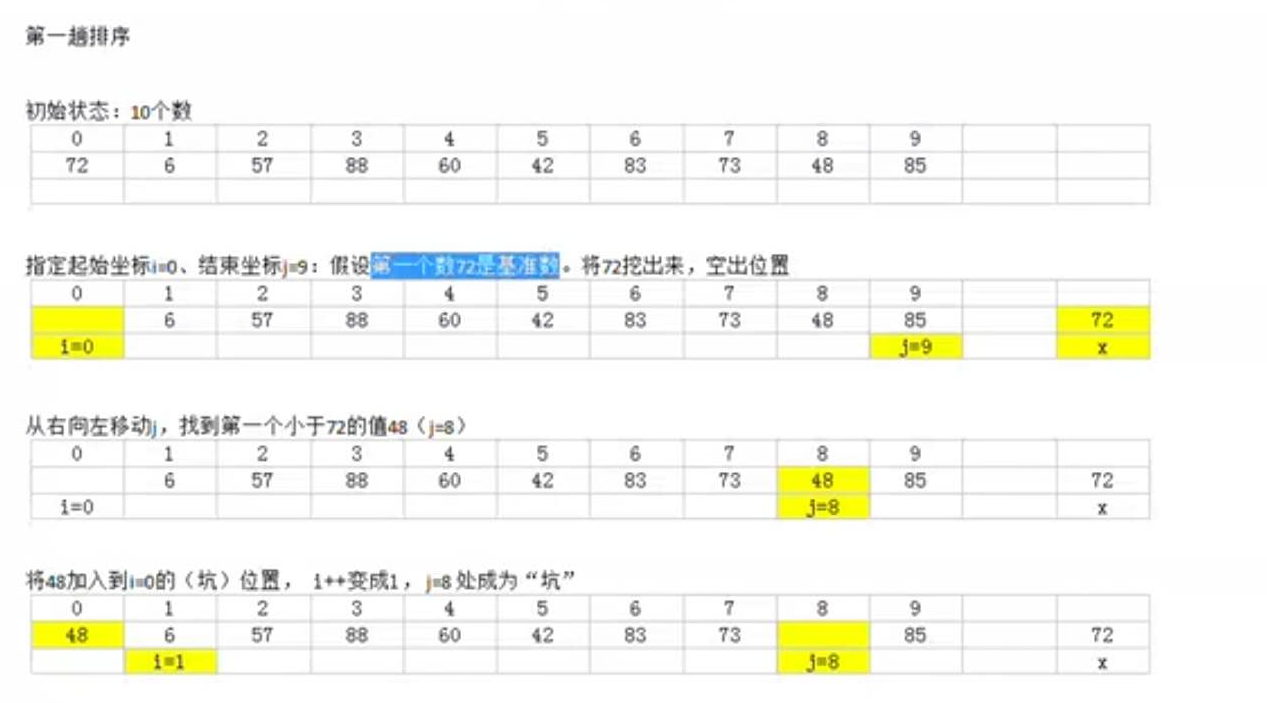 第一趟排序
初始状态：10个数
0 1 2 3 4 5 6 7 8 9
72 6 57 88 60 42 83 73 48 85
指定起始坐标i=0、结束坐标j=9：假设第一个数72是基准数。将72挖出来，空出位置
0 1 2 3 4 5 6 7 8 9
6 57 88 60 42 83 73 48 85 72
i=0 j=9 x
从右向左移动j，找到第一个小于72的值48（j=8）
0 1 2 3 4 5 6 7 8 9
6 57 88 60 42 83 73 48 85 72
i=0 j=8 x
将48加入到i=0的（坑）位置， i++变成1，j=8处成为“坑”
0 1 2 3 4 5 6 7 8 9
48 6 57 88 60 42 83 73 85 72
i=1 j=8 x